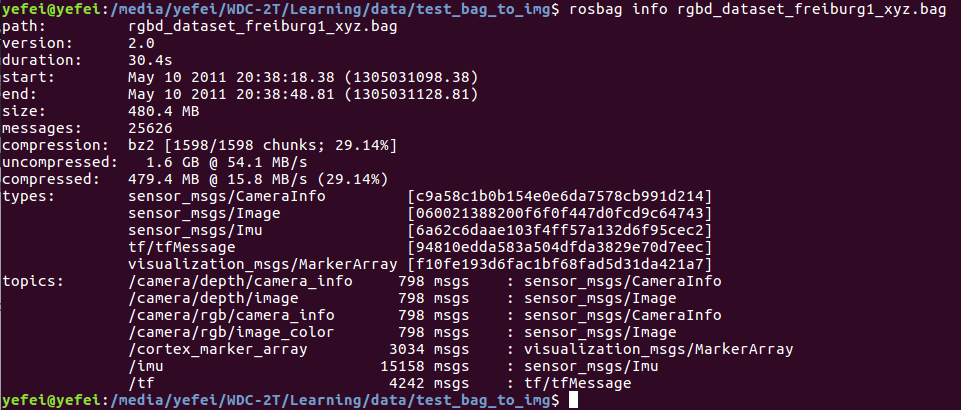 yefei@yefei:/media/yefei/WDC-2T/Learning/data/test_bag_to_img$ rosbag info rgbd_dataset_freiburg1_xyz.bag
path:        rgbd_dataset_freiburg1_xyz.bag
version:     2.0
duration:    30.4s
start:       May 10 2011 20:38:18.38 (1305031098.38)
end:         May 10 2011 20:38:48.81 (1305031128.81)
size:        480.4 MB
messages:    25626
compression: bz2 [1598/1598 chunks; 29.14%]
uncompressed:   1.6 GB @ 54.1 MB/s
compressed:  479.4 MB @ 15.8 MB/s (29.14%)
types:       sensor_msgs/CameraInfo         [c9a58c1b0b154e0e6da7578cb991d214]
             sensor_msgs/Image              [060021388200f6f0f447d0fcd9c64743]
             sensor_msgs/Imu                [6a62c6daae103f4ff57a132d6f95cec2]
             tf/tfMessage                   [94810edda583a504dfda3829e70d7eec]
             visualization_msgs/MarkerArray [f10fe193d6fac1bf68fad5d31da421a7]
topics:      /camera/depth/camera_info     798 msgs    : sensor_msgs/CameraInfo
             /camera/depth/image           798 msgs    : sensor_msgs/Image
             /camera/rgb/camera_info       798 msgs    : sensor_msgs/CameraInfo
             /camera/rgb/image_color       798 msgs    : sensor_msgs/Image
             /cortex_marker_array         3034 msgs    : visualization_msgs/MarkerArray
             /imu                        15158 msgs    : sensor_msgs/Imu
             /tf                          4242 msgs    : tf/tfMessage
yefei@yefei:/media/yefei/WDC-2T/Learning/data/test_bag_to_img$